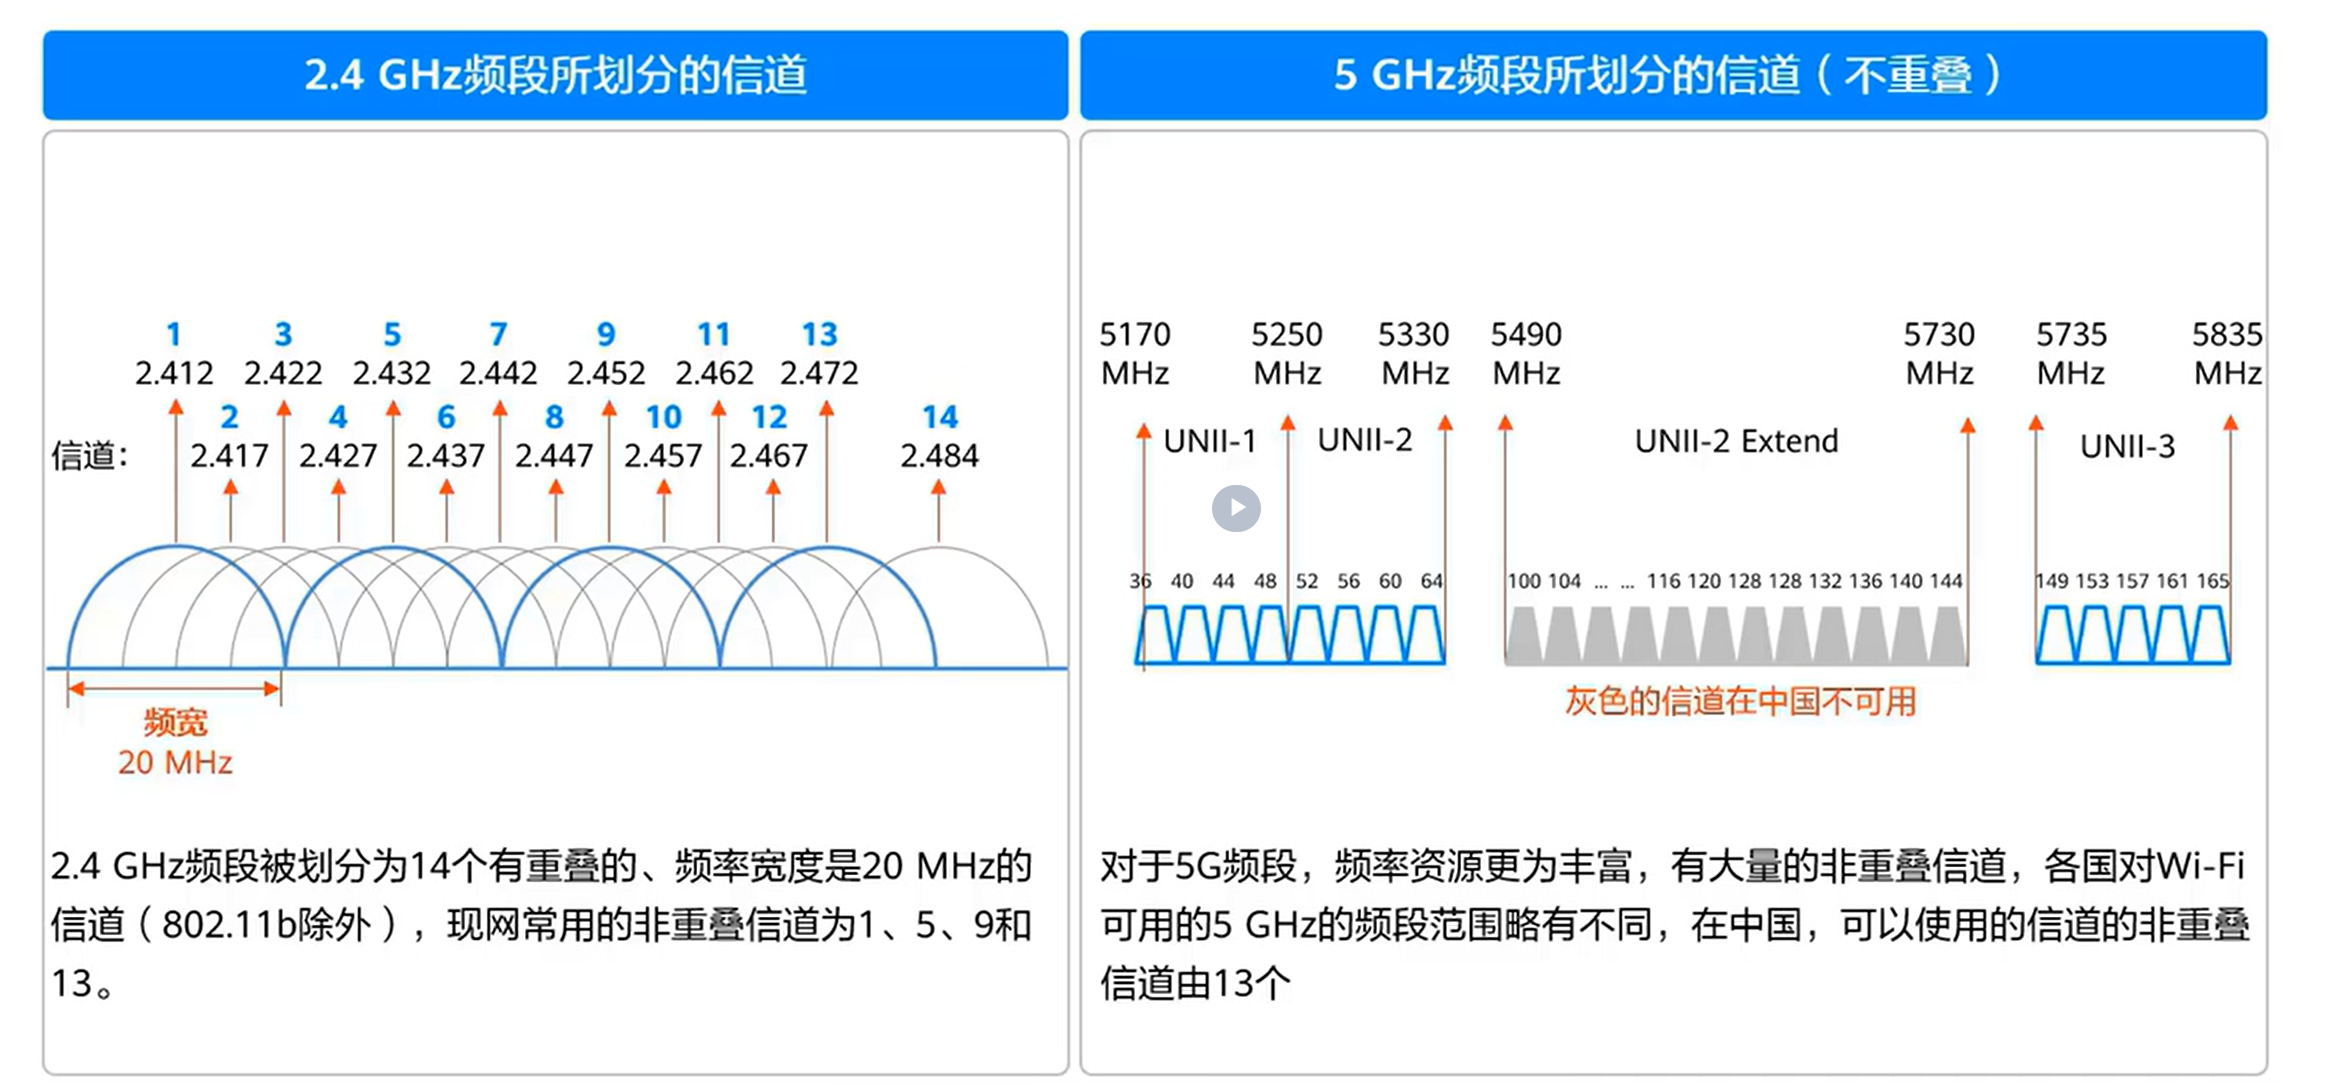 2.4 GHz频段所划分的信道
1 3 5 7 9 11 13
2.412 2.422 2.432 2.442 2.452 2.462 2.472
2 4 6 8 10 12 14
信道: 2.417 2.427 2.437 2.447 2.457 2.467 2.484
频宽
20 MHz
2.4 GHz频段被划分为14个有重叠的、频率宽度是20 MHz的
信道（802.11b除外），现网常用的非重叠信道为1、5、9和
13。
5 GHz频段所划分的信道（不重叠）
5170 5250 5330 5490 5730 5735 5835
MHz MHz MHz MHz MHz MHz MHz
UNII-1 UNII-2 UNII-2 Extend UNII-3
36 40 44 48 52 56 60 64 100 104 ... ... 116 120 128 128 132 136 140 144 149 153 157 161 165
灰色的信道在中国不可用
对于5G频段，频率资源更为丰富，有大量的非重叠信道，各国对Wi-Fi
可用的5 GHz的频段范围略有不同，在中国，可以使用的信道的非重叠
信道由13个